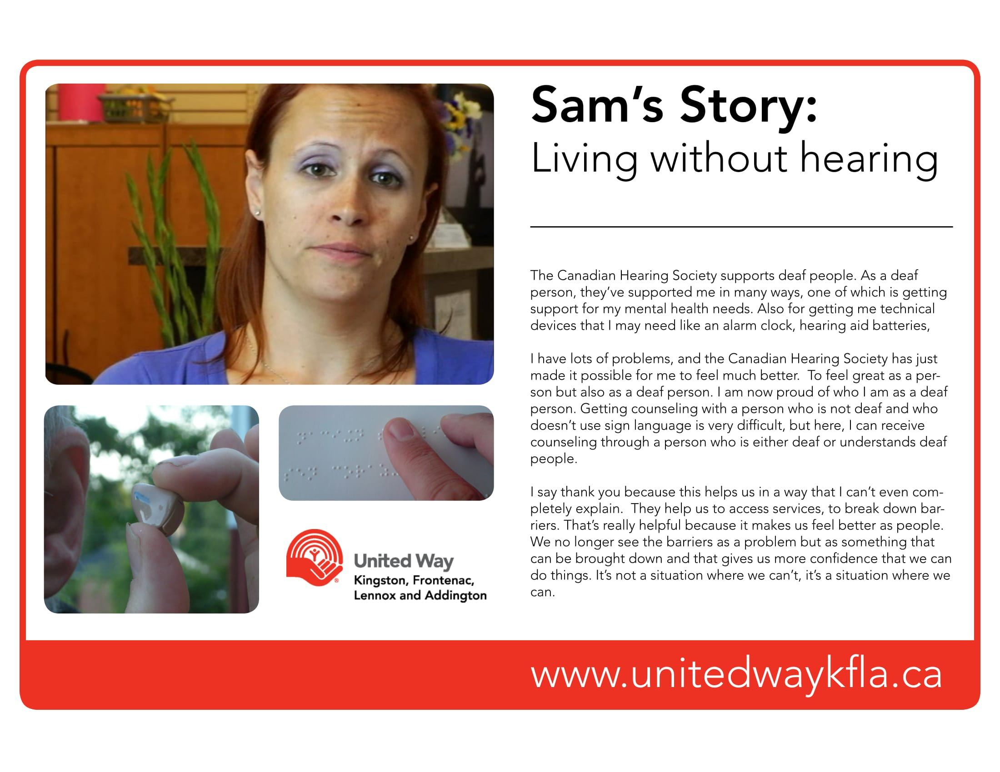 Sam's Story:
Living without hearing
The Canadian Hearing Society supports deaf people. As a deaf
person, they've supported me in many ways, one of which is getting
support for my mental health needs. Also for getting me technical
devices that I may need like an alarm clock, hearing aid batteries,
I have lots of problems, and the Canadian Hearing Society has just
made it possible for me to feel much better.  To feel great as a per-
son but also as a deaf person. I am now proud of who I am as a deaf
person. Getting counseling with a person who is not deaf and who
doesn't use sign language is very difficult, but here, I can receive
counseling through a person who is either deaf or understands deaf
people.
I say thank you because this helps us in a way that I can't even com-
pletely explain.  They help us to access services, to break down bar-
riers. That's really helpful because it makes us feel better as people.
We no longer see the barriers as a problem but as something that
can be brought down and that gives us more confidence that we can
do things. It's not a situation where we can't, it's a situation where we
can.
United Way
Kingston, Frontenac,
Lennox and Addington
www.unitedwaykfla.ca